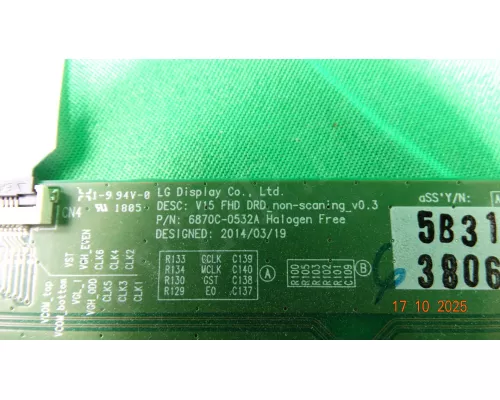 1-9 94V-0
1805
LG Display Co., Ltd.
DESC: V15 FHD DRD_non-scaning_v0.3
P/N: 6870C-0532A Halogen Free
DESIGNED: 2014/03/19
aSS'Y/N:
5B31
3806
CN4
VST
VGH_EVEN
CLK6
CLK4
CLK2
VCOM_top
VCOM_bottom
VGL_I
VGH_ODD
CLK5
CLK3
CLK1
R133 GCLK C139
R134 MCLK C140
R130 GST C138
R129 EO C137
A
R100
R105
R103
R102
R101
C109
B
17 10 2025